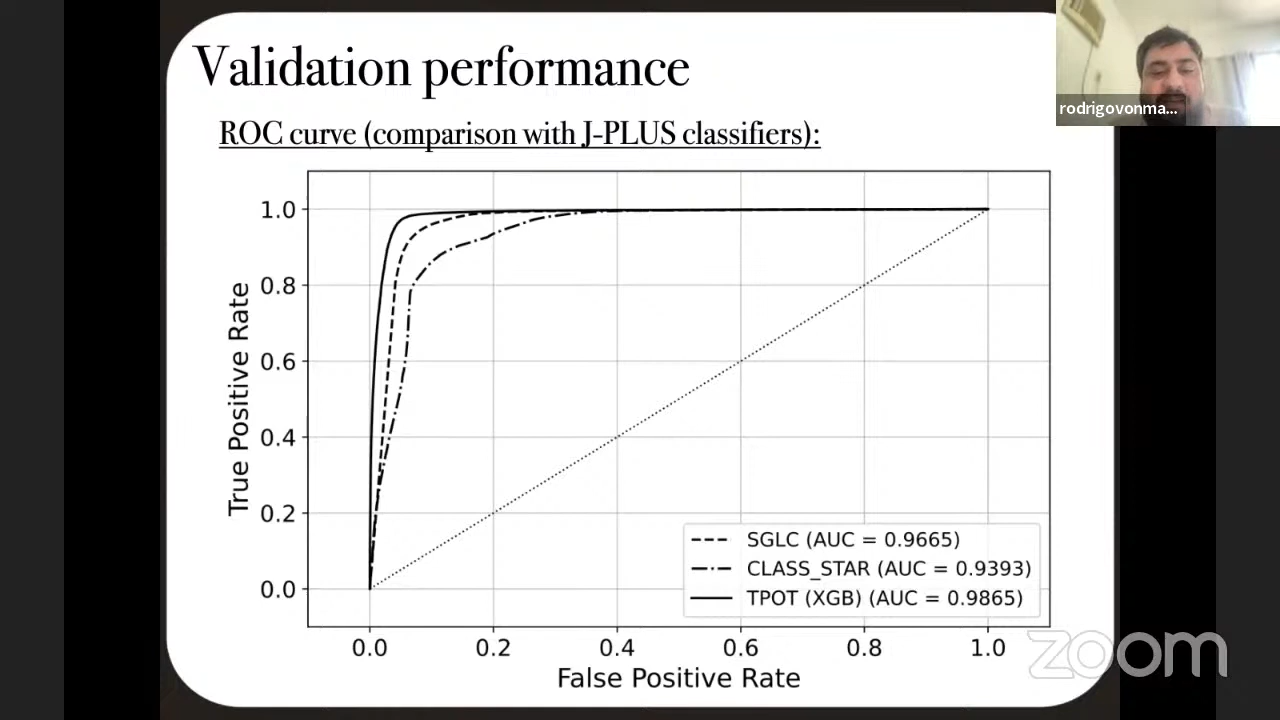 Validation performance
rodrigovonma...
ROC curve (comparison with J-PLUS classifiers):
1.0
0.8
0.6
0.4
0.2
0.0
True Positive Rate
SGLC (AUC = 0.9665)
CLASS_STAR (AUC = 0.9393)
TPOT (XGB) (AUC = 0.9865)
0.0 0.2 0.4 0.6 0.8 1.0
False Positive Rate
zoom